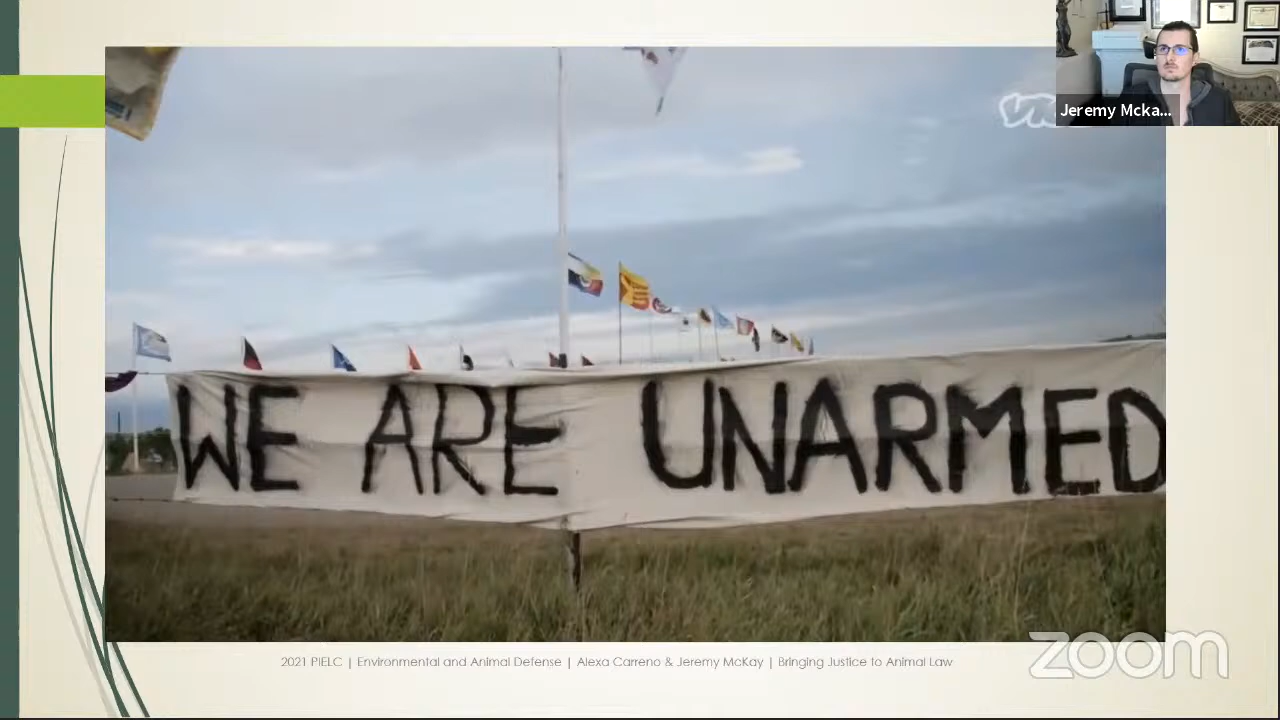 Jeremy Mcka...
WE ARE UNARMED
2021 PIELC | Environmental and Animal Defense | Alexa Carreno & Jeremy McKay | Bringing Justice to Animal Law
zoom